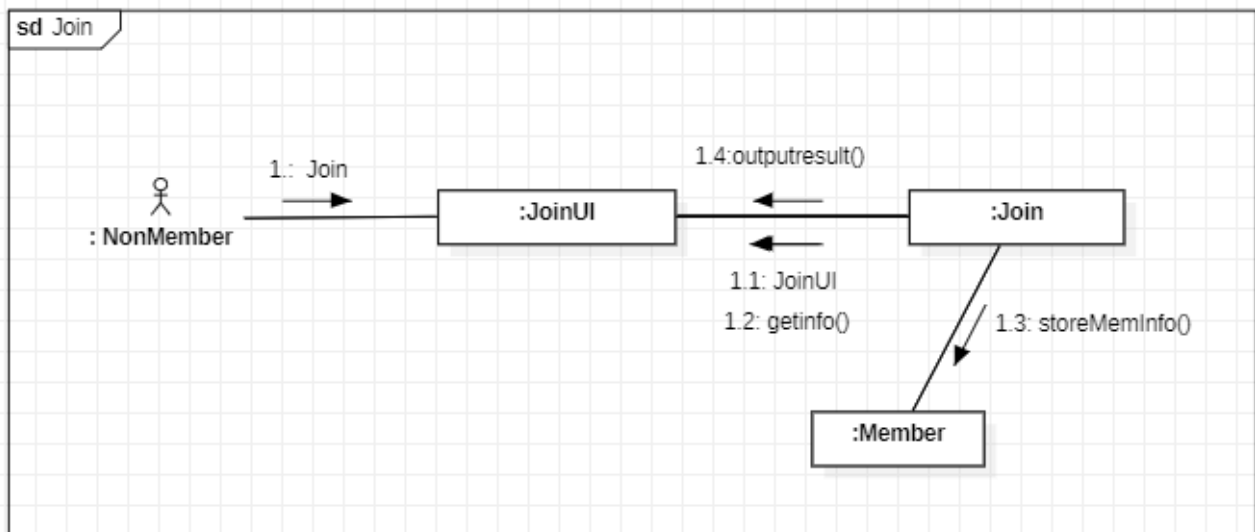 sd Join
1.: Join
1.4:outputresult()
: NonMember
:JoinUI
:Join
1.1: JoinUI
1.2: getinfo()
1.3: storeMemInfo()
:Member